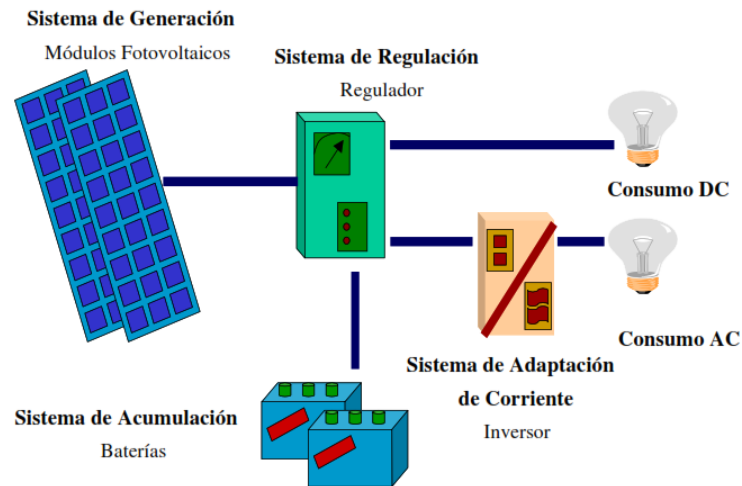 Sistema de Generación
Módulos Fotovoltaicos
Sistema de Regulación
Regulador
Consumo DC
Consumo AC
Sistema de Adaptación
de Corriente
Inversor
Sistema de Acumulación
Baterías